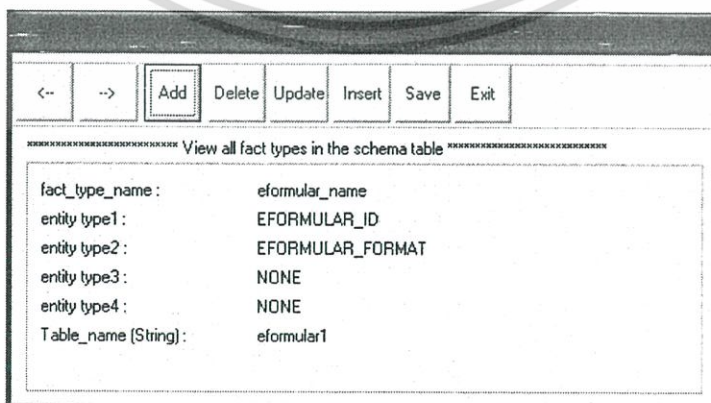 <-- --> Add Delete Update Insert Save Exit
************************** View all fact types in the schema table ***************************
fact_type_name : eformular_name
entity type1 : EFORMULAR_ID
entity type2 : EFORMULAR_FORMAT
entity type3 : NONE
entity type4 : NONE
Table_name (String) : eformular1